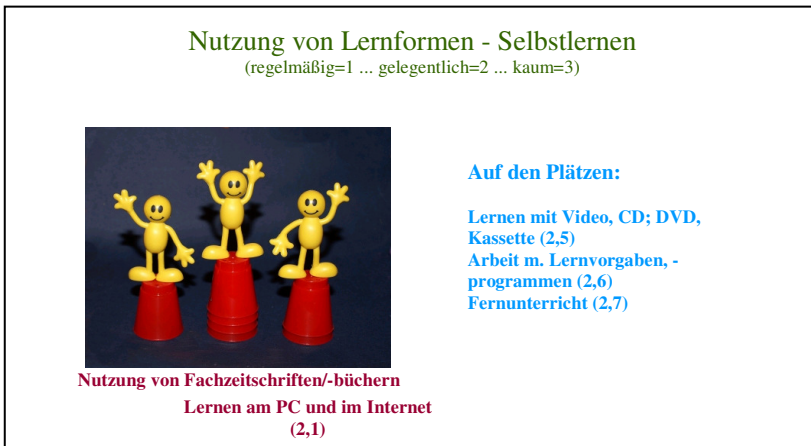 Nutzung von Lernformen - Selbstlernen
(regelmäßig=1 ... gelegentlich=2 ... kaum=3)
Auf den Plätzen:
Lernen mit Video, CD; DVD,
Kassette (2,5)
Arbeit m. Lernvorgaben, -
programmen (2,6)
Fernunterricht (2,7)
Nutzung von Fachzeitschriften/-büchern
Lernen am PC und im Internet
(2,1)